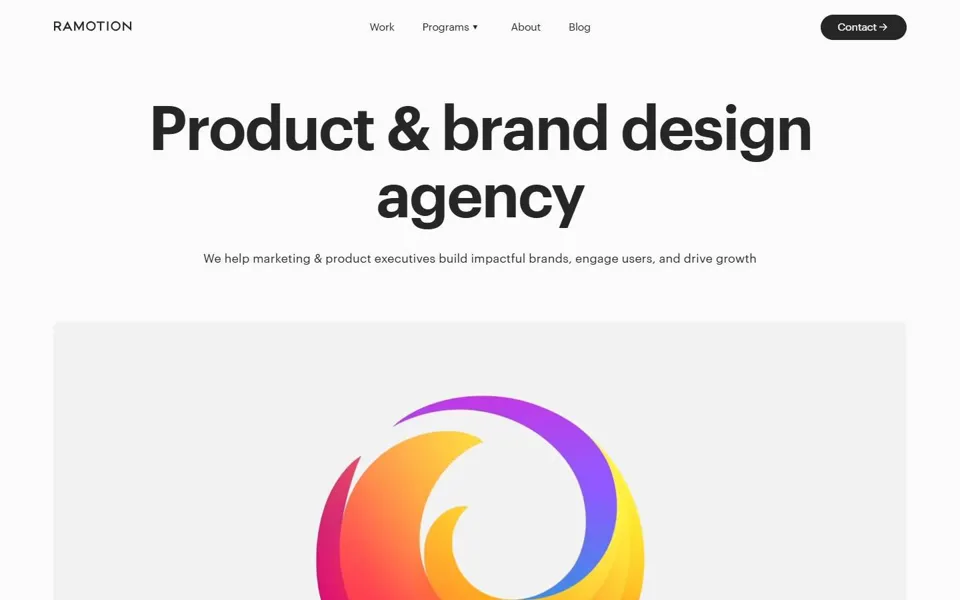 RAMOTION
Work
Programs ▾
About
Blog
Contact →
Product & brand design
agency
We help marketing & product executives build impactful brands, engage users, and drive growth